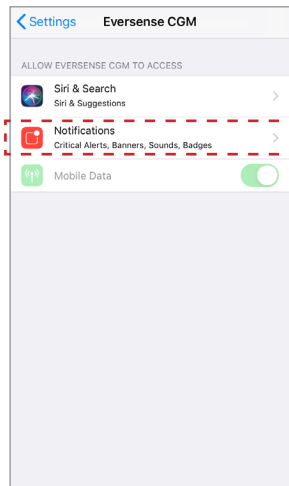 Settings Eversense CGM
ALLOW EVERSENSE CGM TO ACCESS
Siri & Search
Siri & Suggestions
Notifications
Critical Alerts, Banners, Sounds, Badges
Mobile Data